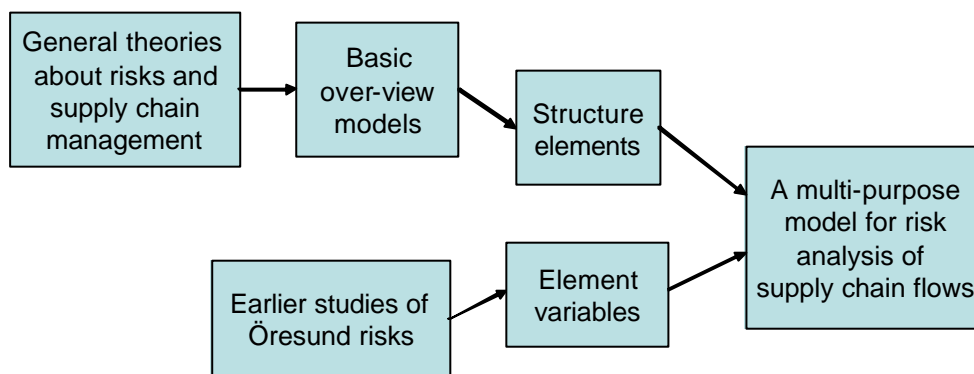 General theories
about risks and
supply chain
management
Basic
over-view
models
Structure
elements
A multi-purpose
model for risk
analysis of
supply chain flows
Earlier studies of
Öresund risks
Element
variables